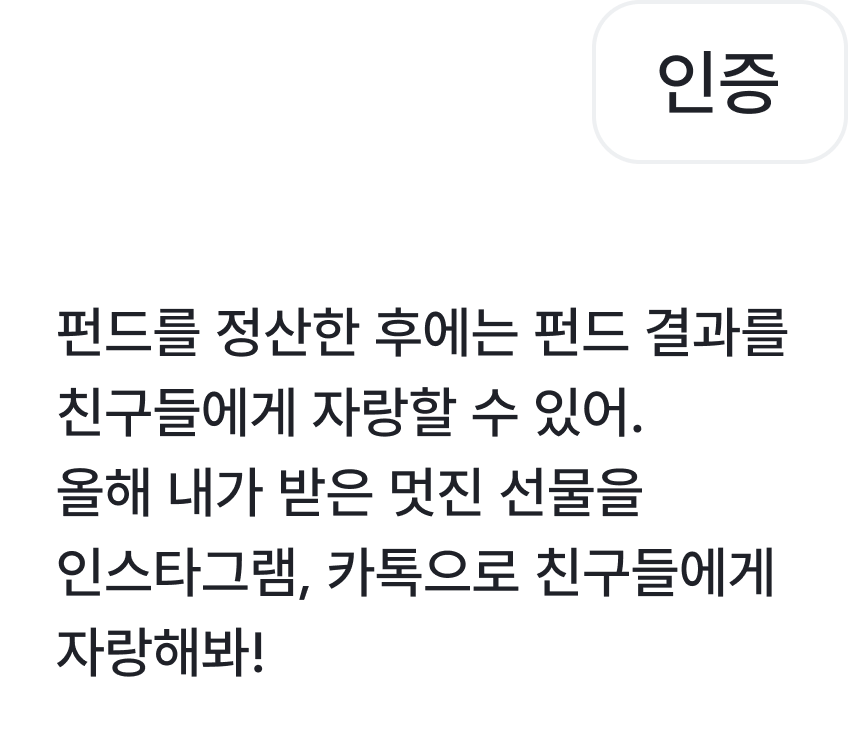 인증
펀드를 정산한 후에는 펀드 결과를
친구들에게 자랑할 수 있어.
올해 내가 받은 멋진 선물을
인스타그램, 카톡으로 친구들에게
자랑해봐!